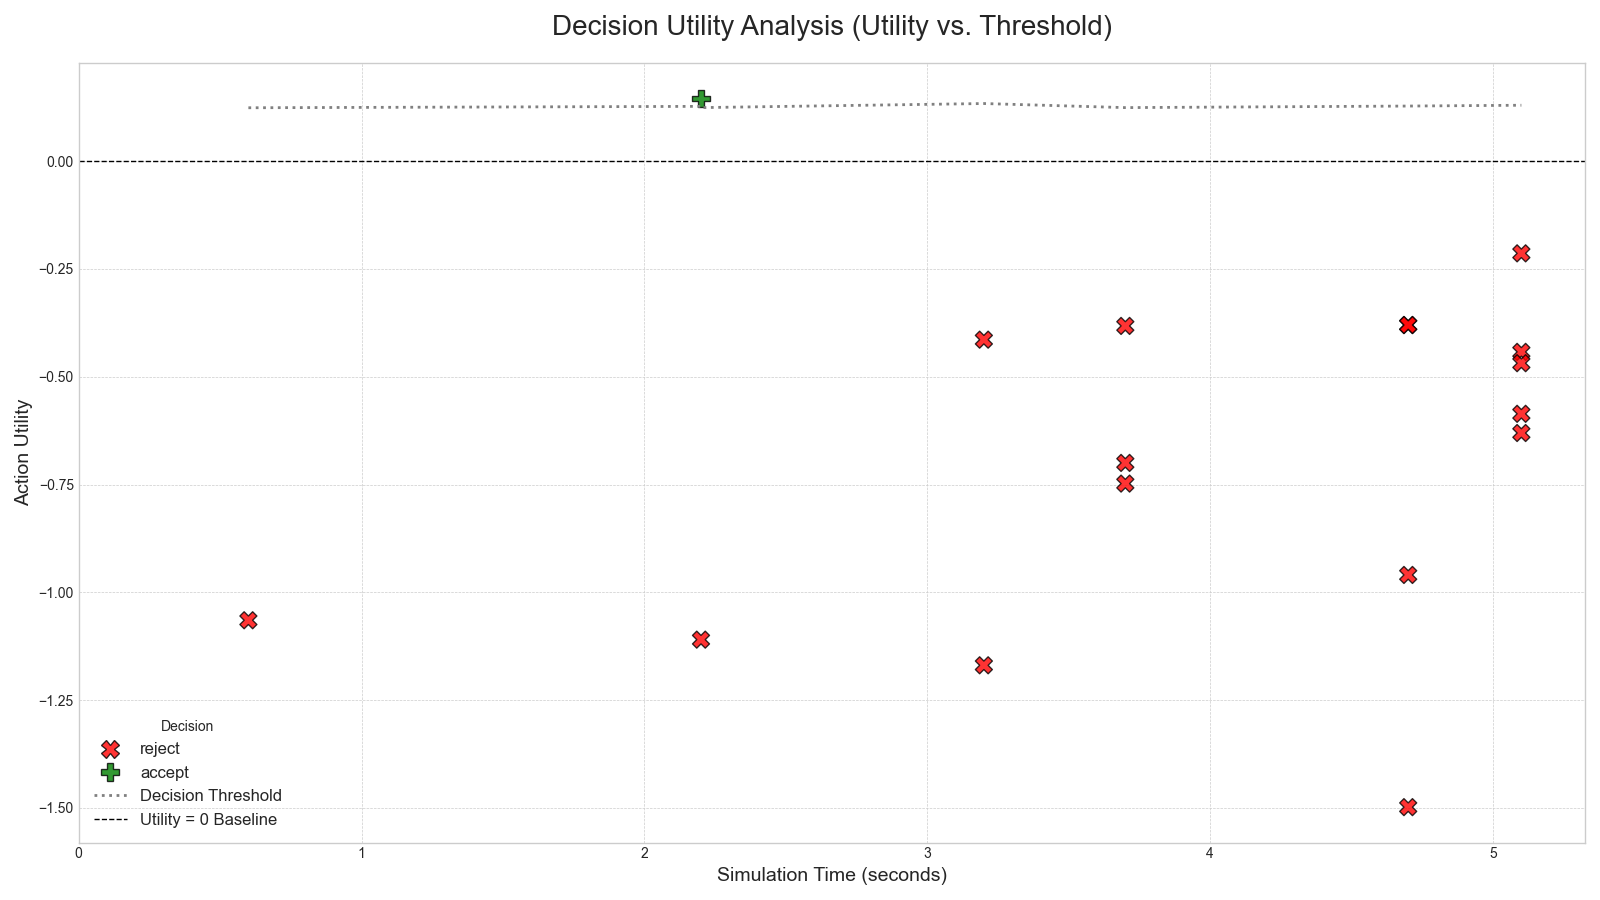 Decision Utility Analysis (Utility vs. Threshold)
Action Utility
0.00
−0.25
−0.50
−0.75
−1.00
−1.25
−1.50
Decision
reject
accept
Decision Threshold
Utility = 0 Baseline
0 1 2 3 4 5
Simulation Time (seconds)